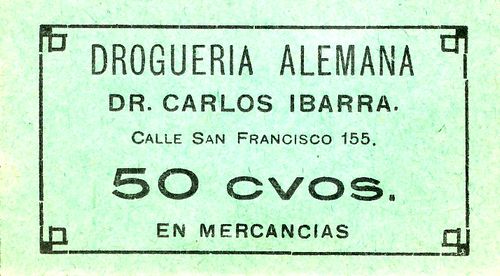 DROGUERIA ALEMANA
DR. CARLOS IBARRA.
CALLE SAN FRANCISCO 155.
50 CVOS.
EN MERCANCIAS